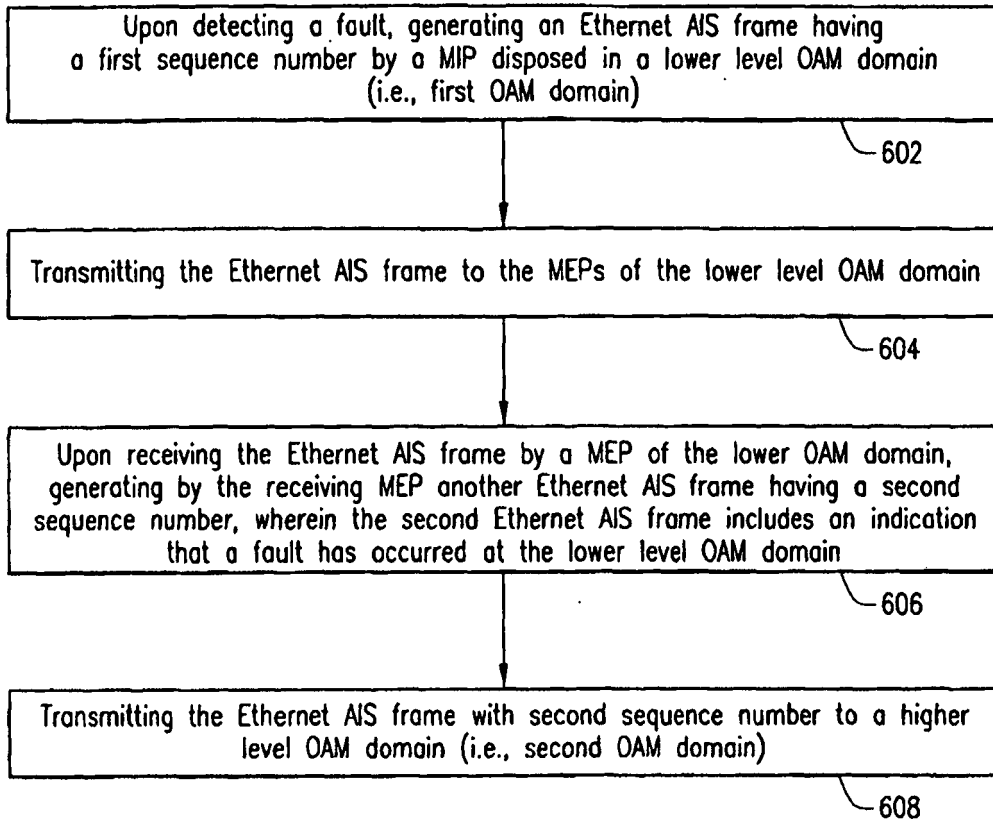 Upon detecting a fault, generating an Ethernet AIS frame having
a first sequence number by a MIP disposed in a lower level OAM domain
(i.e., first OAM domain)
602
Transmitting the Ethernet AIS frame to the MEPs of the lower level OAM domain
604
Upon receiving the Ethernet AIS frame by a MEP of the lower OAM domain,
generating by the receiving MEP another Ethernet AIS frame having a second
sequence number, wherein the second Ethernet AIS frame includes an indication
that a fault has occurred at the lower level OAM domain
606
Transmitting the Ethernet AIS frame with second sequence number to a higher
level OAM domain (i.e., second OAM domain)
608